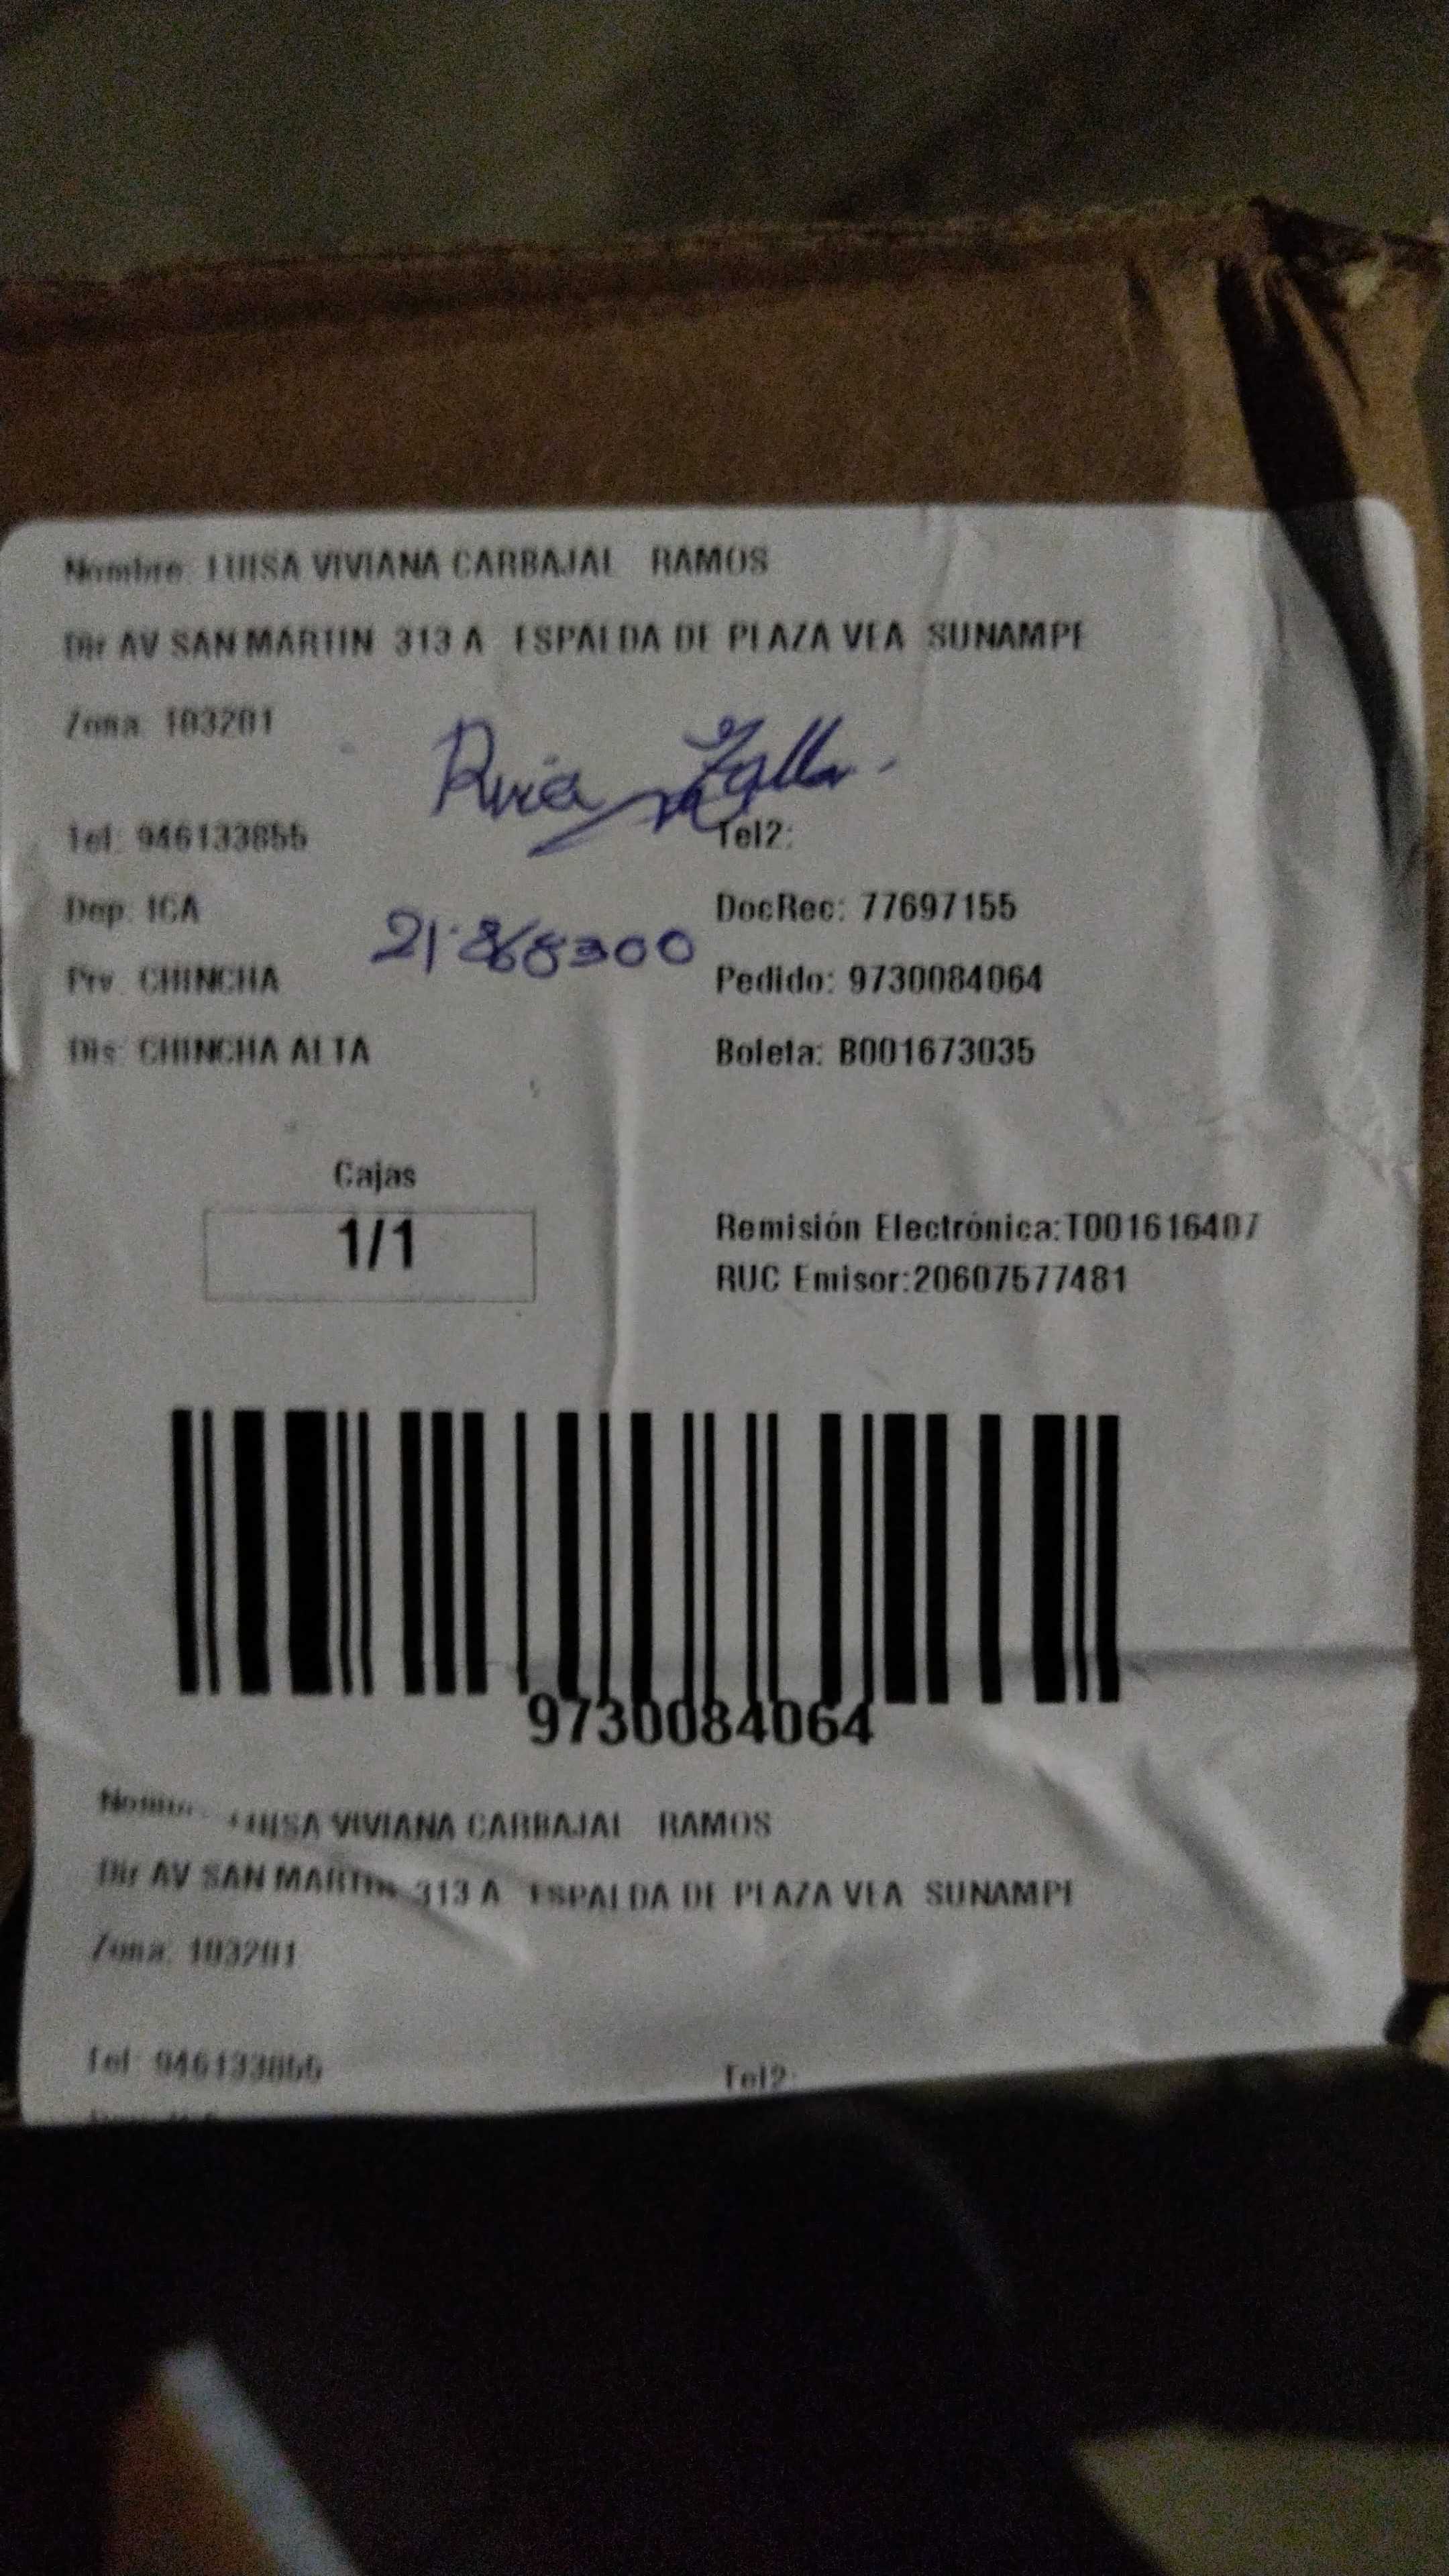 Nombre: LUISA VIVIANA CARBAJAL RAMOS
Dir AV SAN MARTIN 313 A ESPALDA DE PLAZA VEA SUNAMPE
Zona: 103201
Tel: 946133855 Tel2:
Dep: ICA DocRec: 77697155
21868300
Prv: CHINCHA Pedido: 9730084064
Dis: CHINCHA ALTA Boleta: B001673035
Cajas
1/1
Remisión Electrónica:T001616407
RUC Emisor:20607577481
9730084064
LUISA VIVIANA CARBAJAL RAMOS
Dir AV SAN MARTIN 313 A ESPALDA DE PLAZA VEA SUNAMPE
Zona: 103201
Tel: 946133855 Tel2: